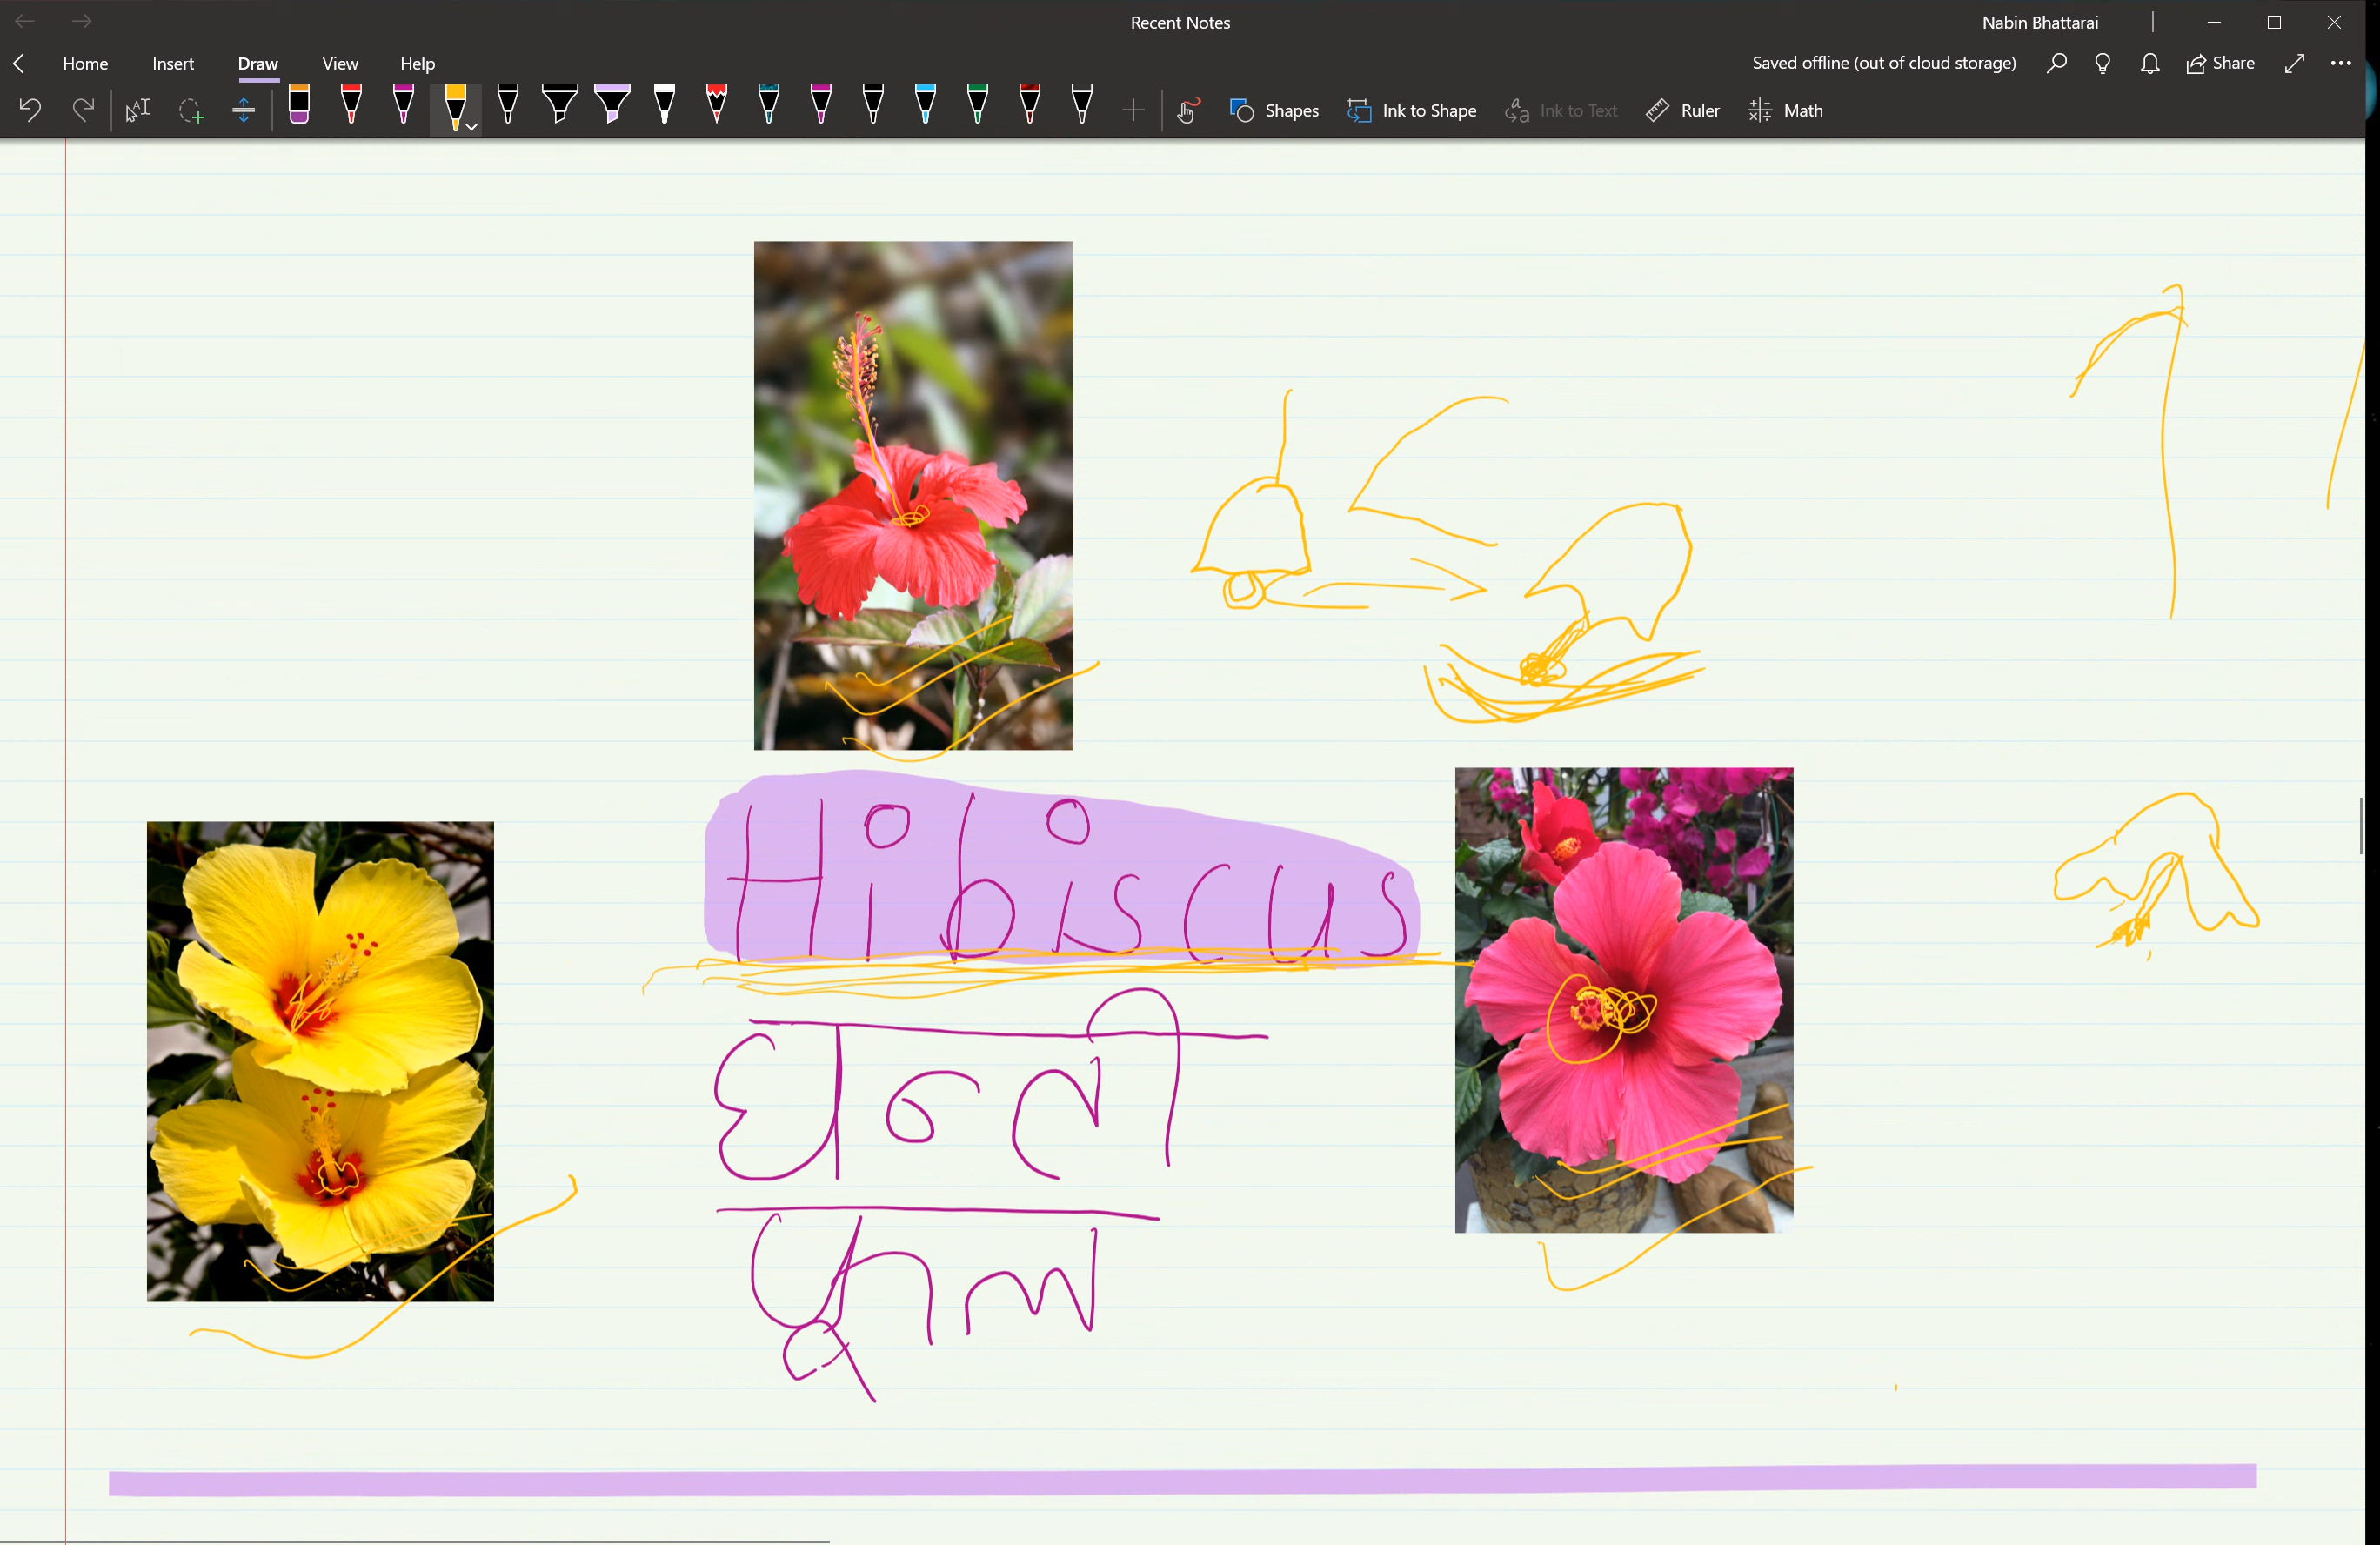 Recent Notes
Nabin Bhattarai
Home Insert Draw View Help
Saved offline (out of cloud storage)
Share
Shapes
Ink to Shape
Ink to Text
Ruler
Math
Hibiscus
घन्टी
फूल